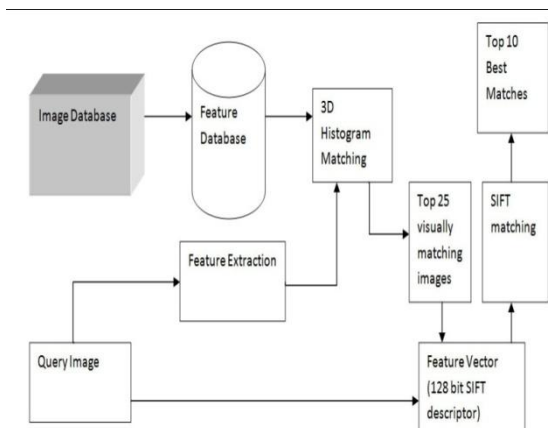 Image Database
Feature
Database
3D
Histogram
Matching
Top 10
Best
Matches
Top 25
visually
matching
images
SIFT
matching
Feature Extraction
Query Image
Feature Vector
(128 bit SIFT
descriptor)